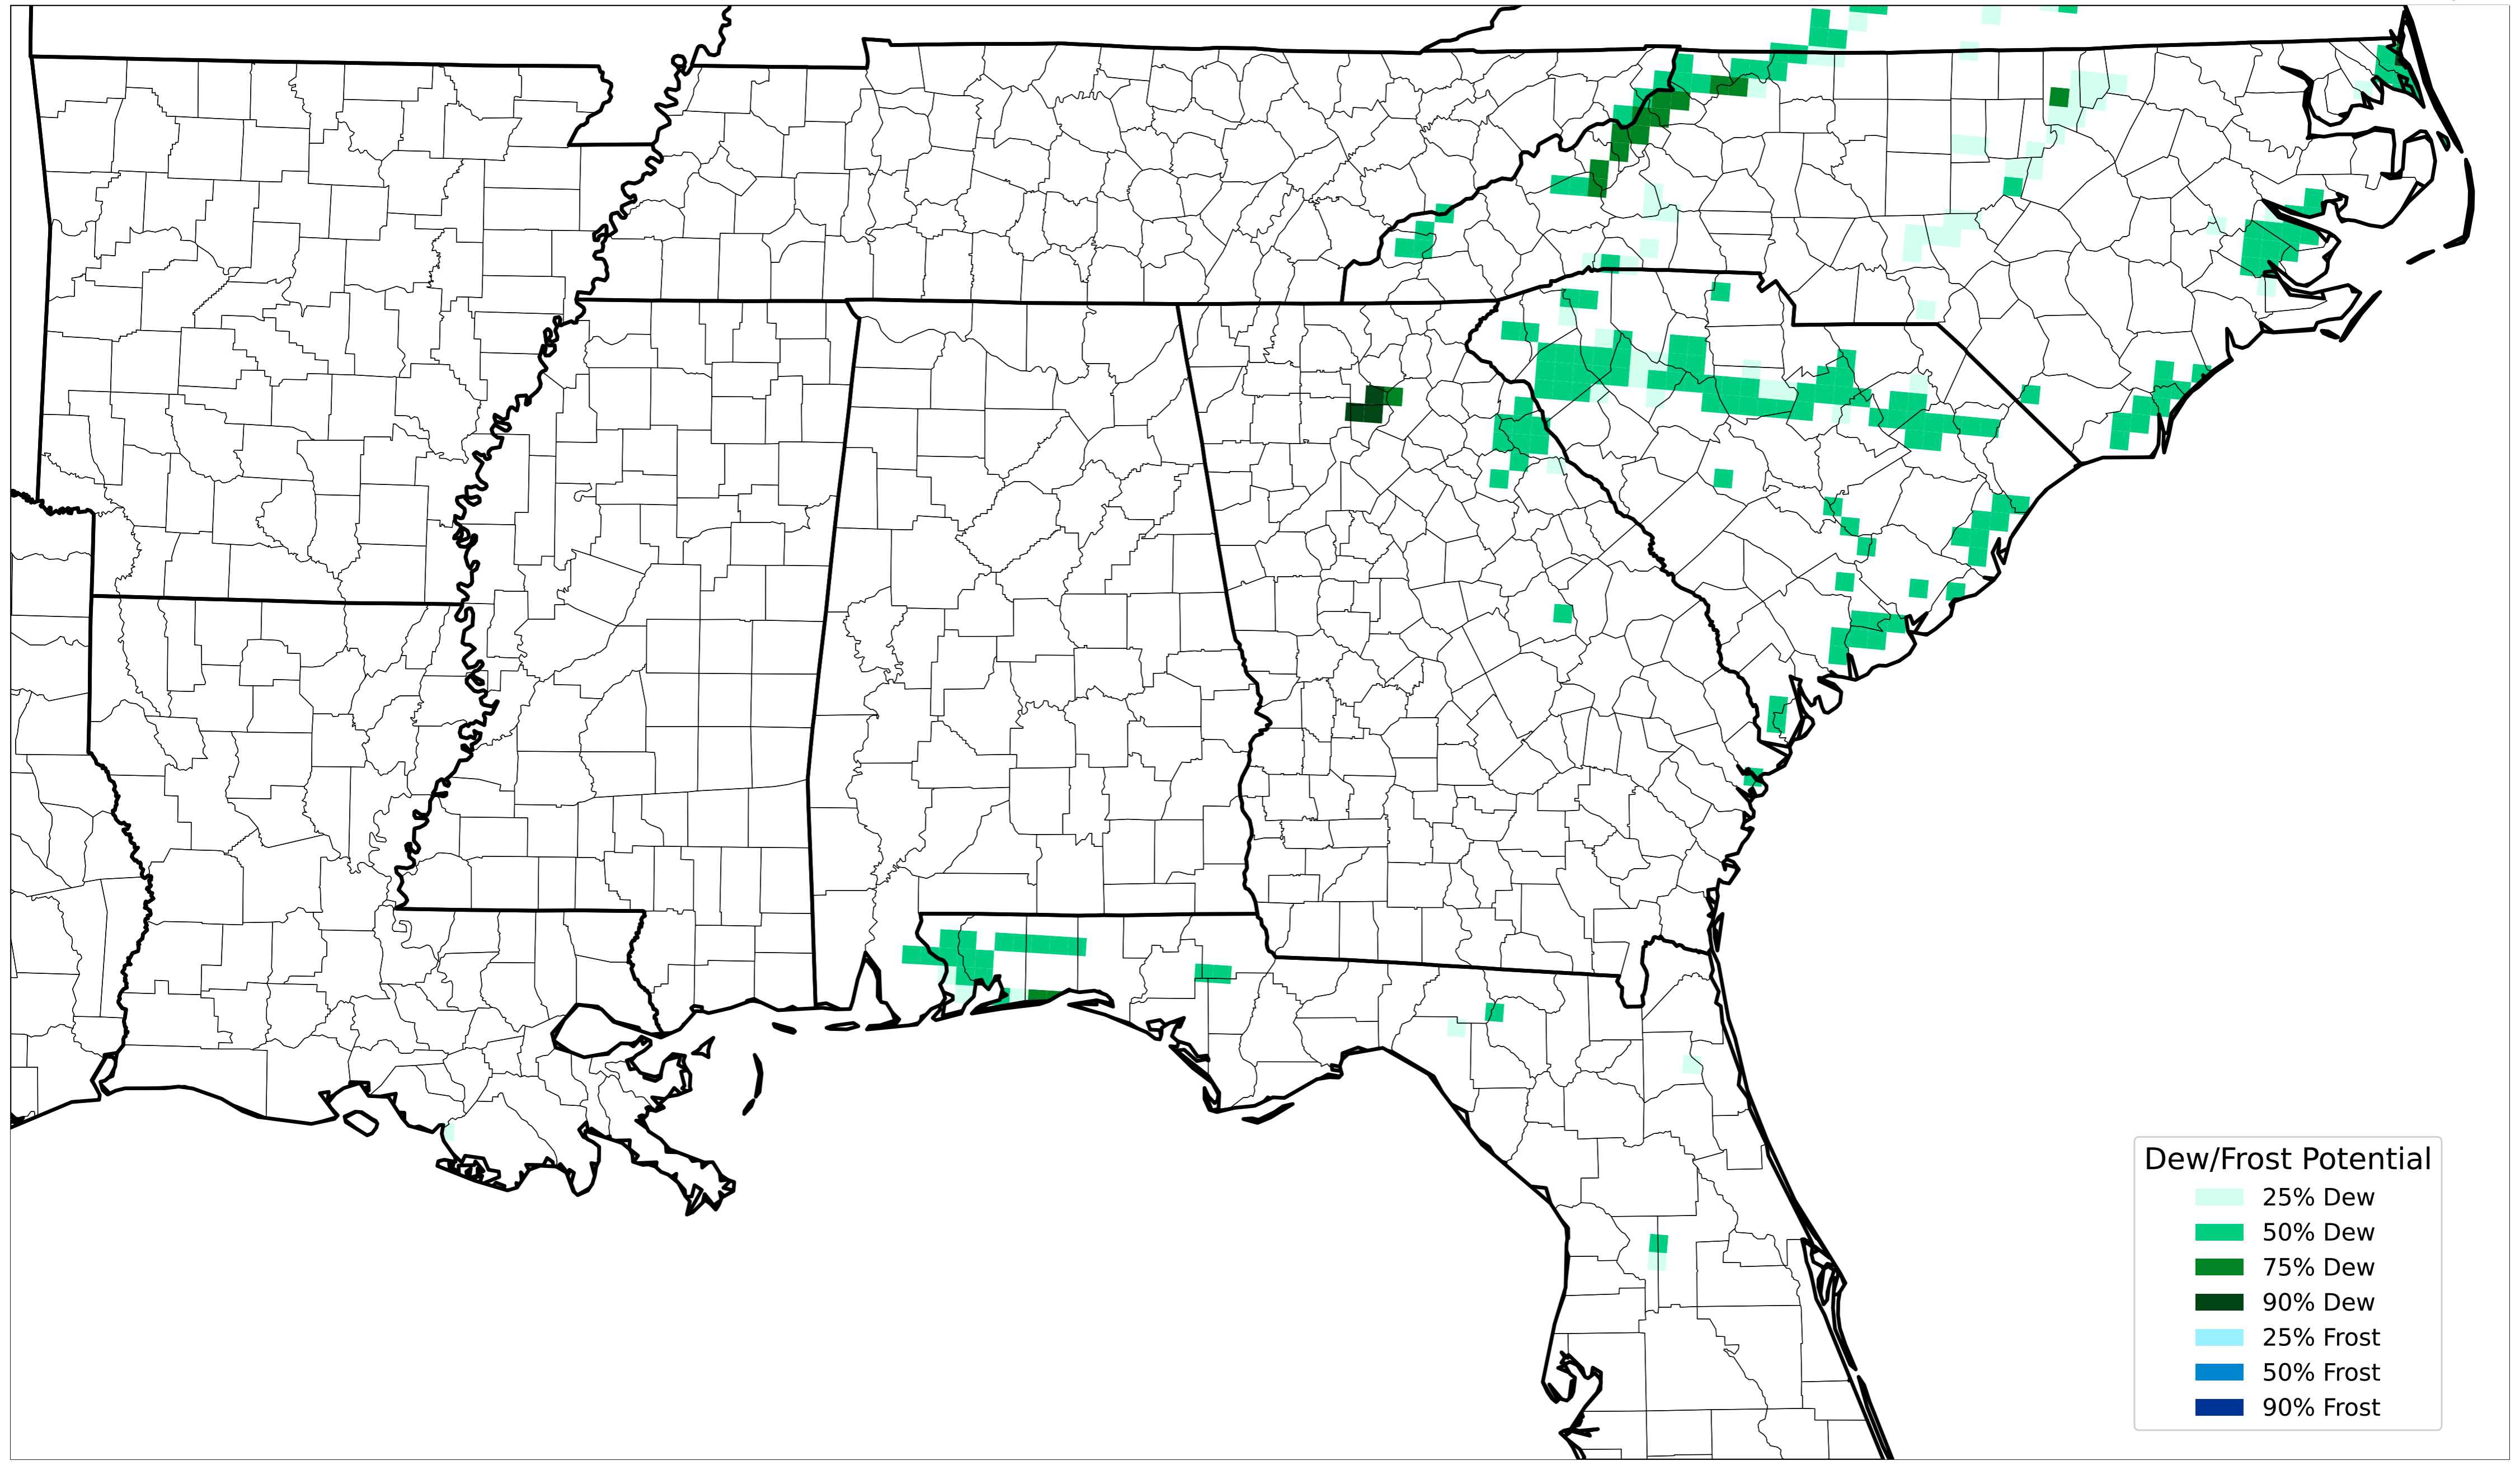 Dew/Frost Potential
25% Dew
50% Dew
75% Dew
90% Dew
25% Frost
50% Frost
90% Frost